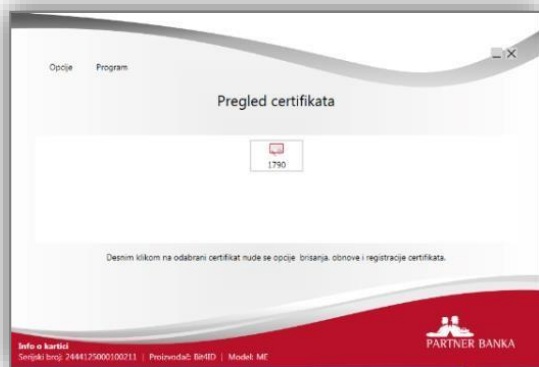 Opcije Program
Pregled certifikata
1790
Desnim klikom na odabrani certifikat nude se opcije brisanja, obnove i registracije certifikata.
PARTNER BANKA
Info o kartici
Serijski broj: 2444125000100211 | Proizvođač: Bit4ID | Model: ME